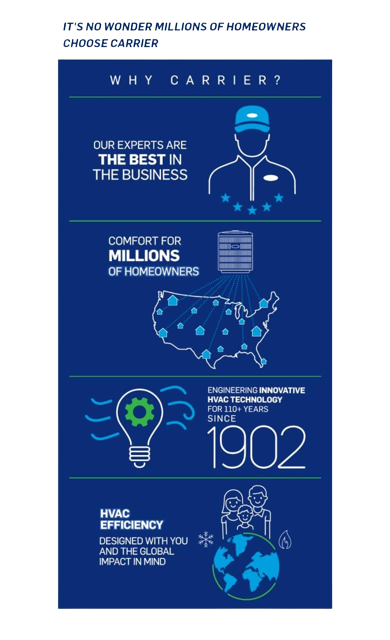 IT'S NO WONDER MILLIONS OF HOMEOWNERS
CHOOSE CARRIER
WHY CARRIER?
OUR EXPERTS ARE
THE BEST IN
THE BUSINESS
COMFORT FOR
MILLIONS
OF HOMEOWNERS
ENGINEERING INNOVATIVE
HVAC TECHNOLOGY
FOR 110+ YEARS
SINCE
1902
HVAC
EFFICIENCY
DESIGNED WITH YOU
AND THE GLOBAL
IMPACT IN MIND